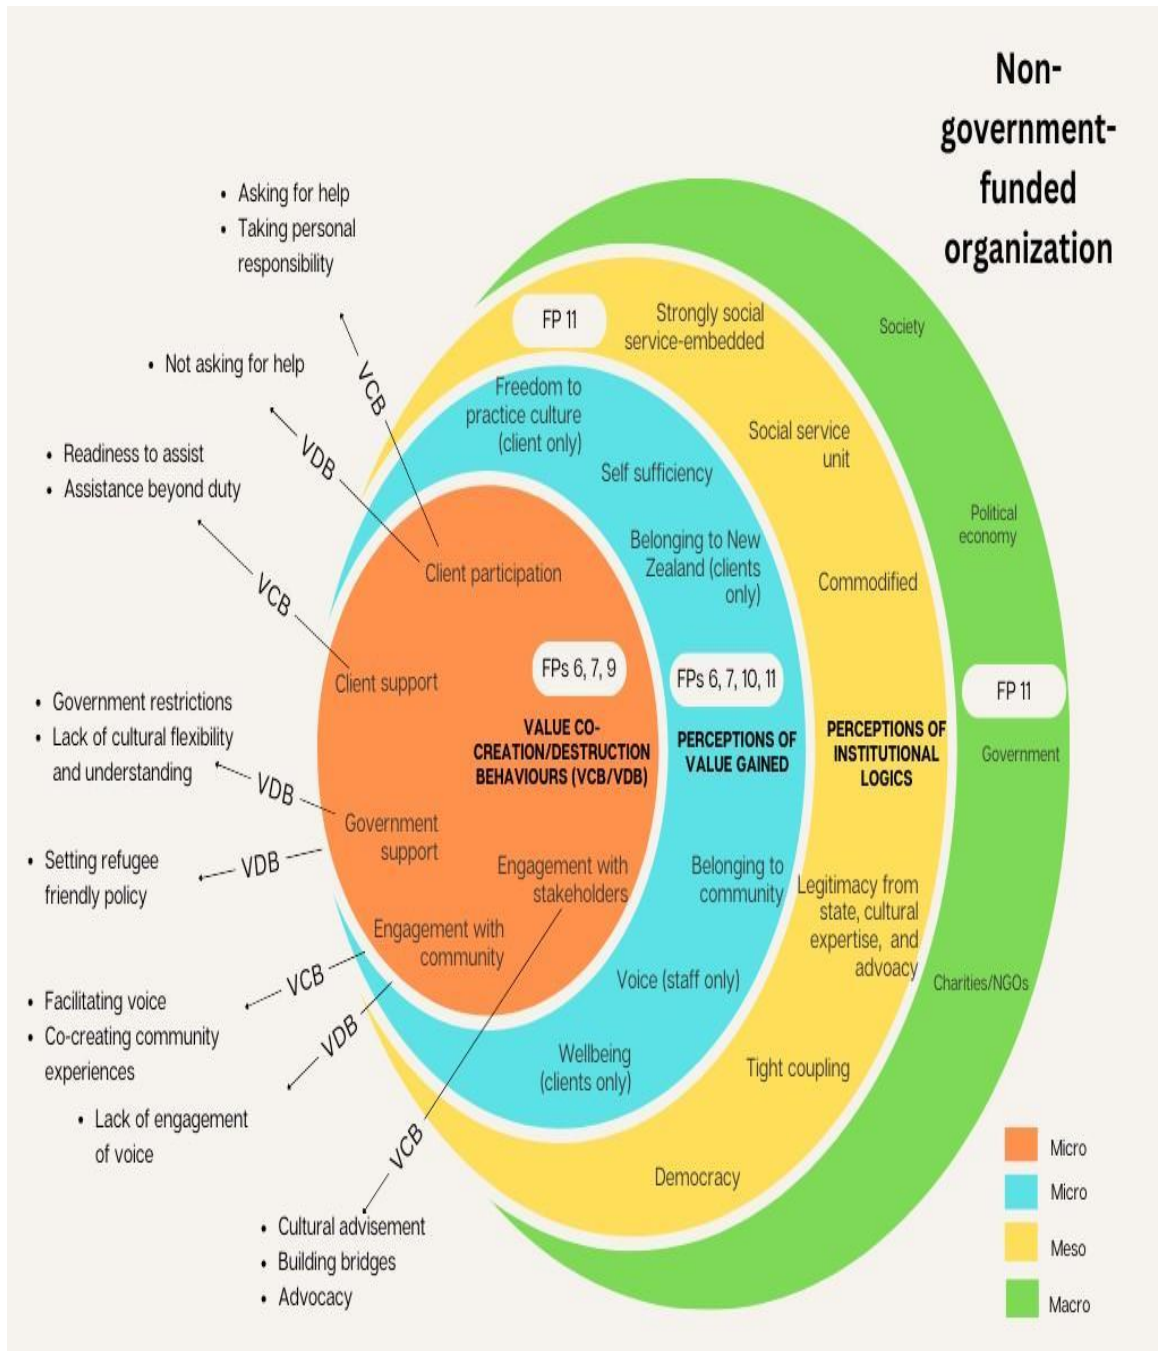 Non-
government-
funded
organization
• Asking for help
• Taking personal
responsibility
VCB
• Not asking for help
VDB
• Readiness to assist
• Assistance beyond duty
VCB
• Government restrictions
• Lack of cultural flexibility
and understanding
VDB
• Setting refugee
friendly policy
VDB
• Facilitating voice
• Co-creating community
experiences
VCB
• Lack of engagement
of voice
VDB
• Cultural advisement
• Building bridges
• Advocacy
VCB
Client participation
Client support
FPs 6, 7, 9
VALUE CO-
CREATION/DESTRUCTION
BEHAVIOURS (VCB/VDB)
Government
support
Engagement with
stakeholders
Engagement with
community
Freedom to
practice culture
(client only)
Self sufficiency
Belonging to New
Zealand (clients
only)
FPs 6, 7, 10, 11
PERCEPTIONS OF
VALUE GAINED
Belonging to
community
Voice (staff only)
Wellbeing
(clients only)
FP 11
Strongly social
service-embedded
Social service
unit
Commodified
PERCEPTIONS OF
INSTITUTIONAL
LOGICS
Legitimacy from
state, cultural
expertise, and
advoacy
Tight coupling
Democracy
Society
Political
economy
FP 11
Government
Charities/NGOs
Micro
Micro
Meso
Macro